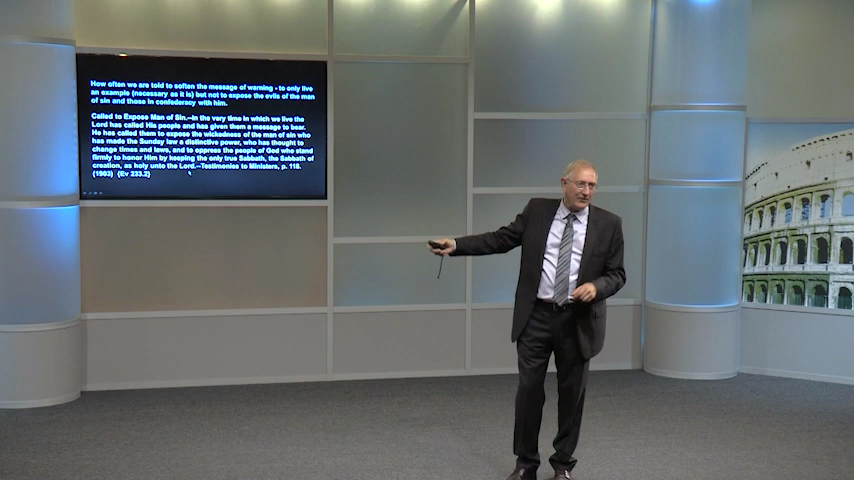 How often we are told to soften the message of warning - to only live
an example (necessary as it is) but not to expose the evils of the man
of sin and those in confederacy with him.
Called to Expose Man of Sin.--In the very time in which we live the
Lord has called His people and has given them a message to bear.
He has called them to expose the wickedness of the man of sin who
has made the Sunday law a distinctive power, who has thought to
change times and laws, and to oppress the people of God who stand
firmly to honor Him by keeping the only true Sabbath, the Sabbath of
creation, as holy unto the Lord.--Testimonies to Ministers, p. 118.
(1903) {Ev 233.2}